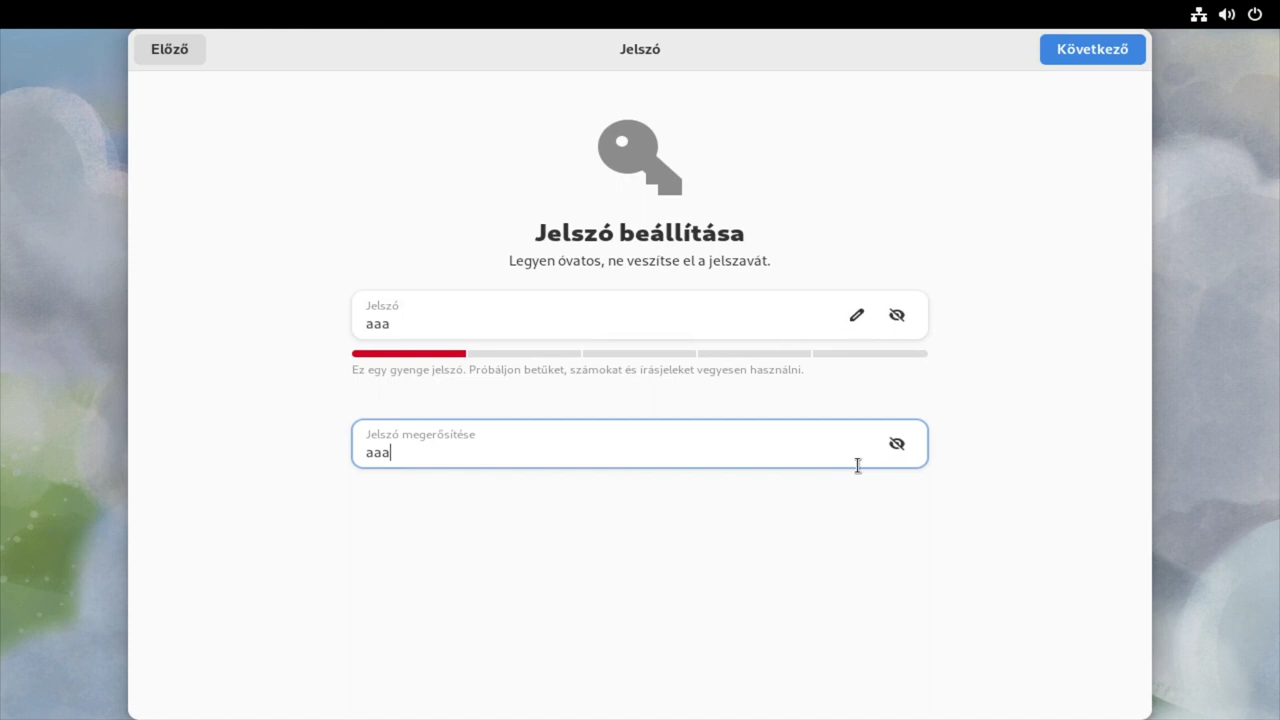 Előző
Jelszó
Következő
Jelszó beállítása
Legyen óvatos, ne veszítse el a jelszavát.
Jelszó
aaa
Ez egy gyenge jelszó. Próbáljon betűket, számokat és írásjeleket vegyesen használni.
Jelszó megerősítése
aaa